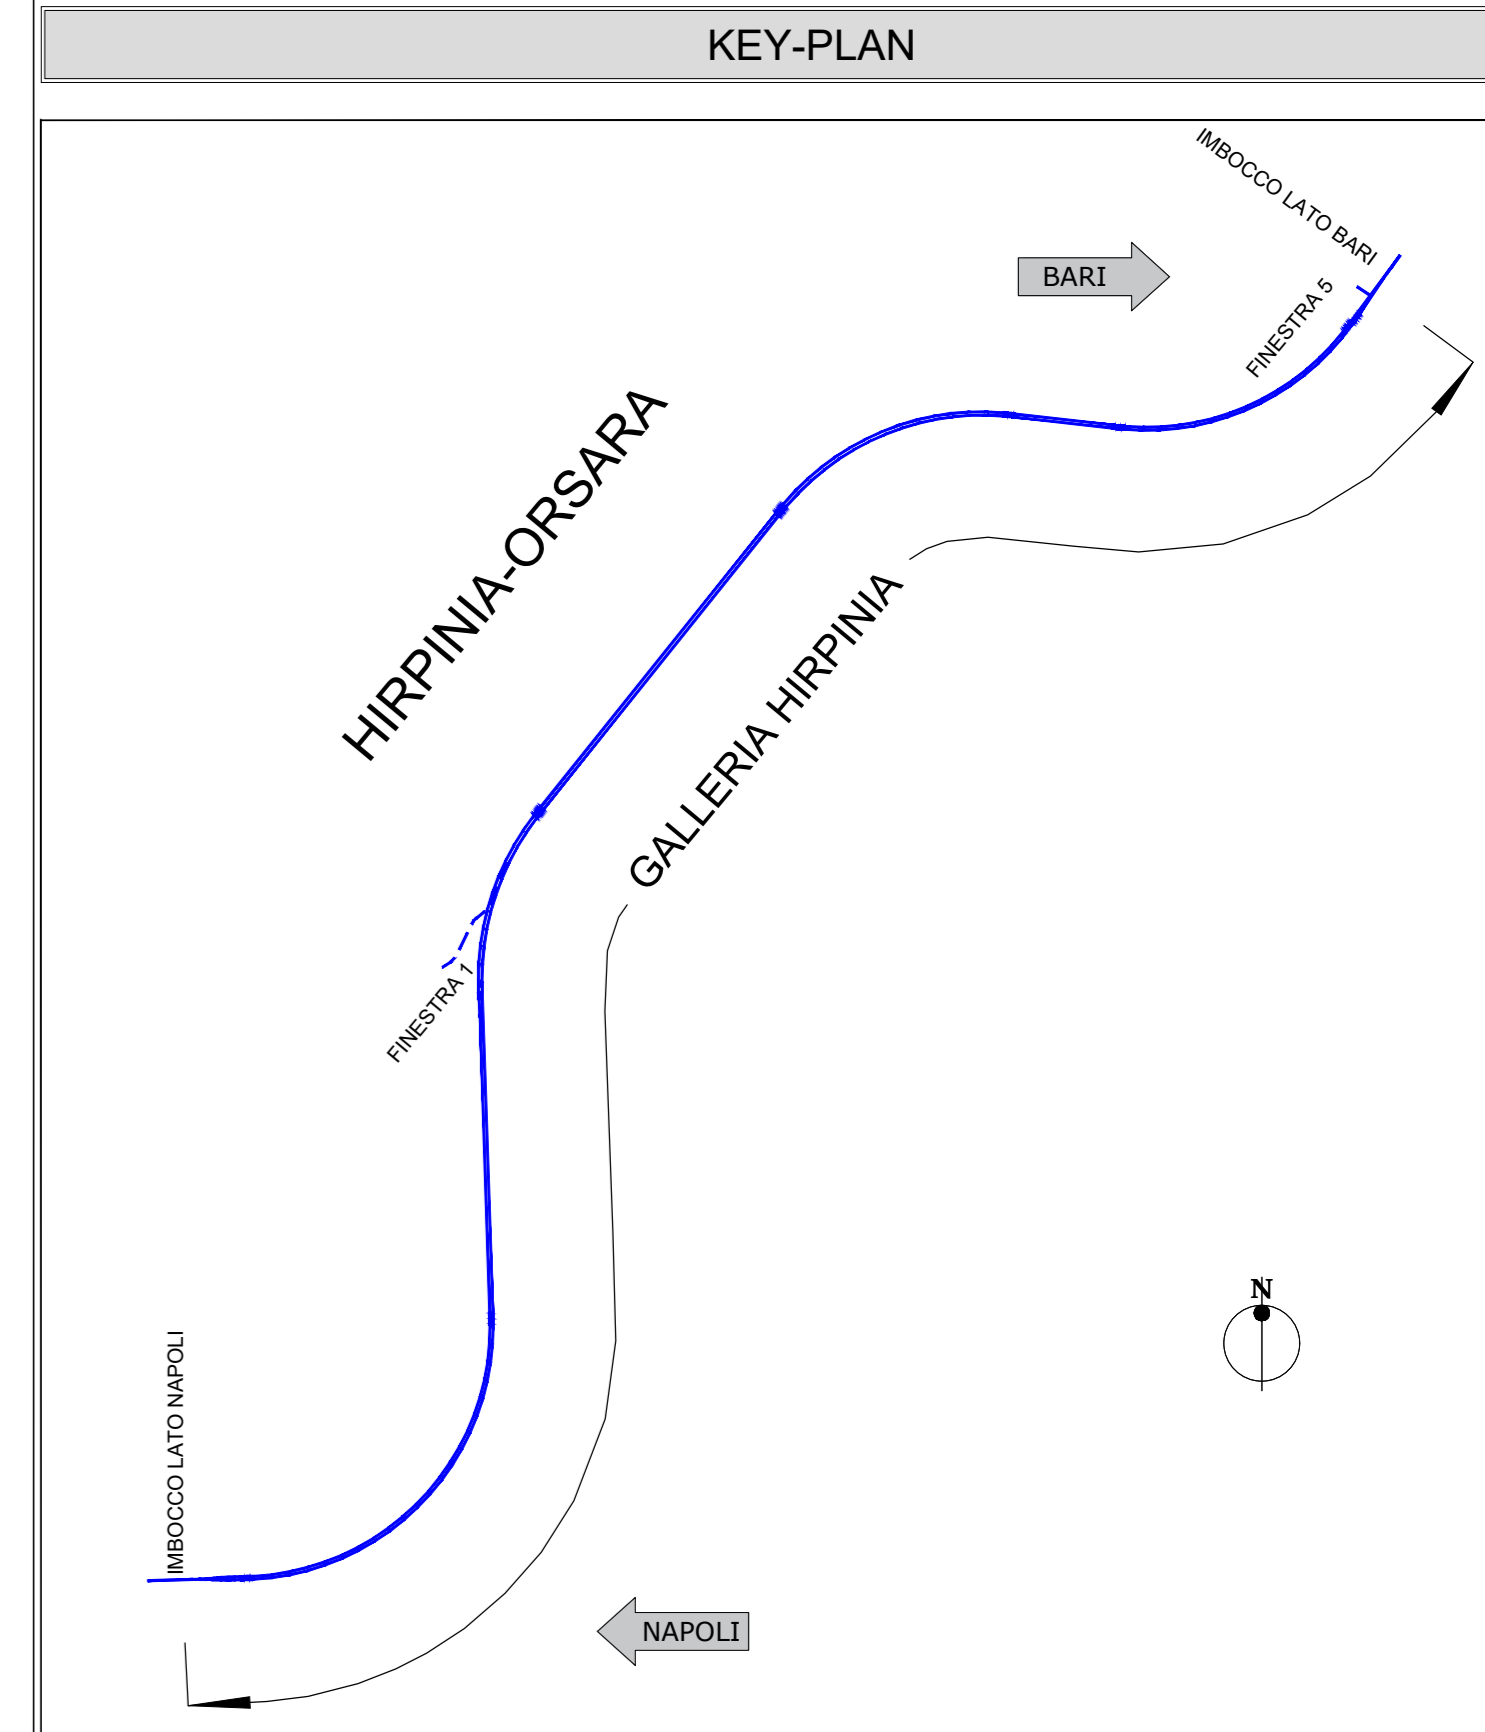 KEY-PLAN
IMBOCCO LATO BARI
BARI
FINESTRA 5
HIRPINIA-ORSARA
GALLERIA HIRPINIA
FINESTRA 1
N
IMBOCCO LATO NAPOLI
NAPOLI